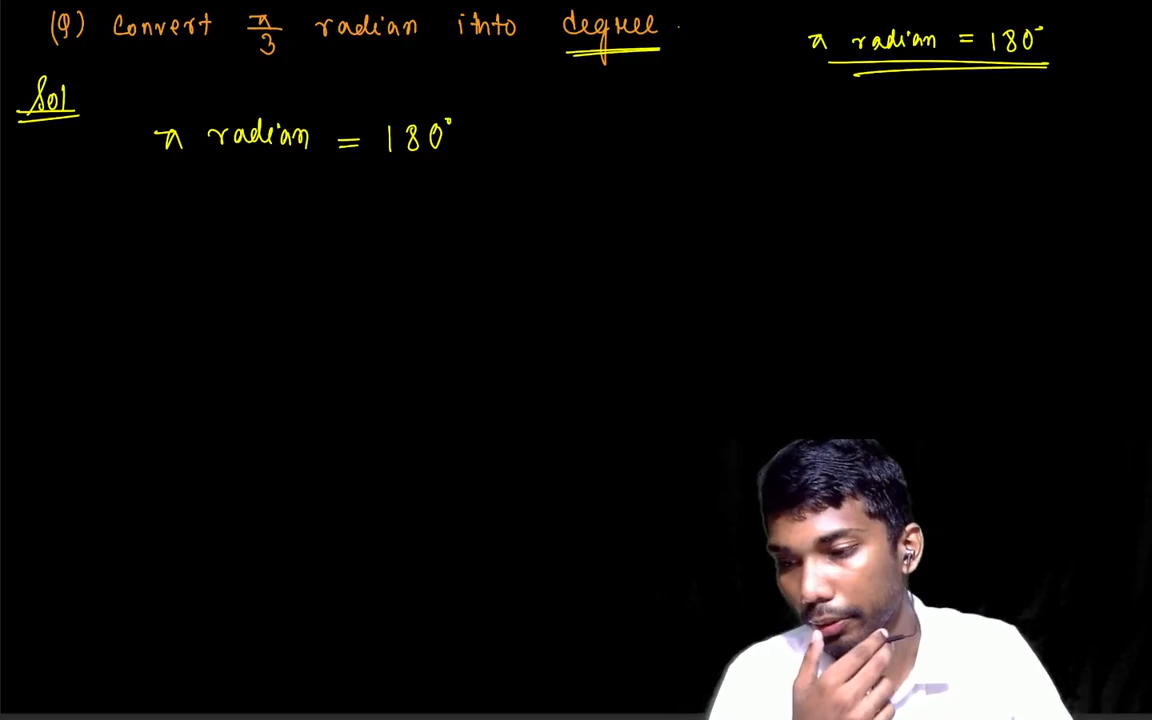 (Q) Convert π/3 radian into degree.
π radian = 180°
Sol
π radian = 180°